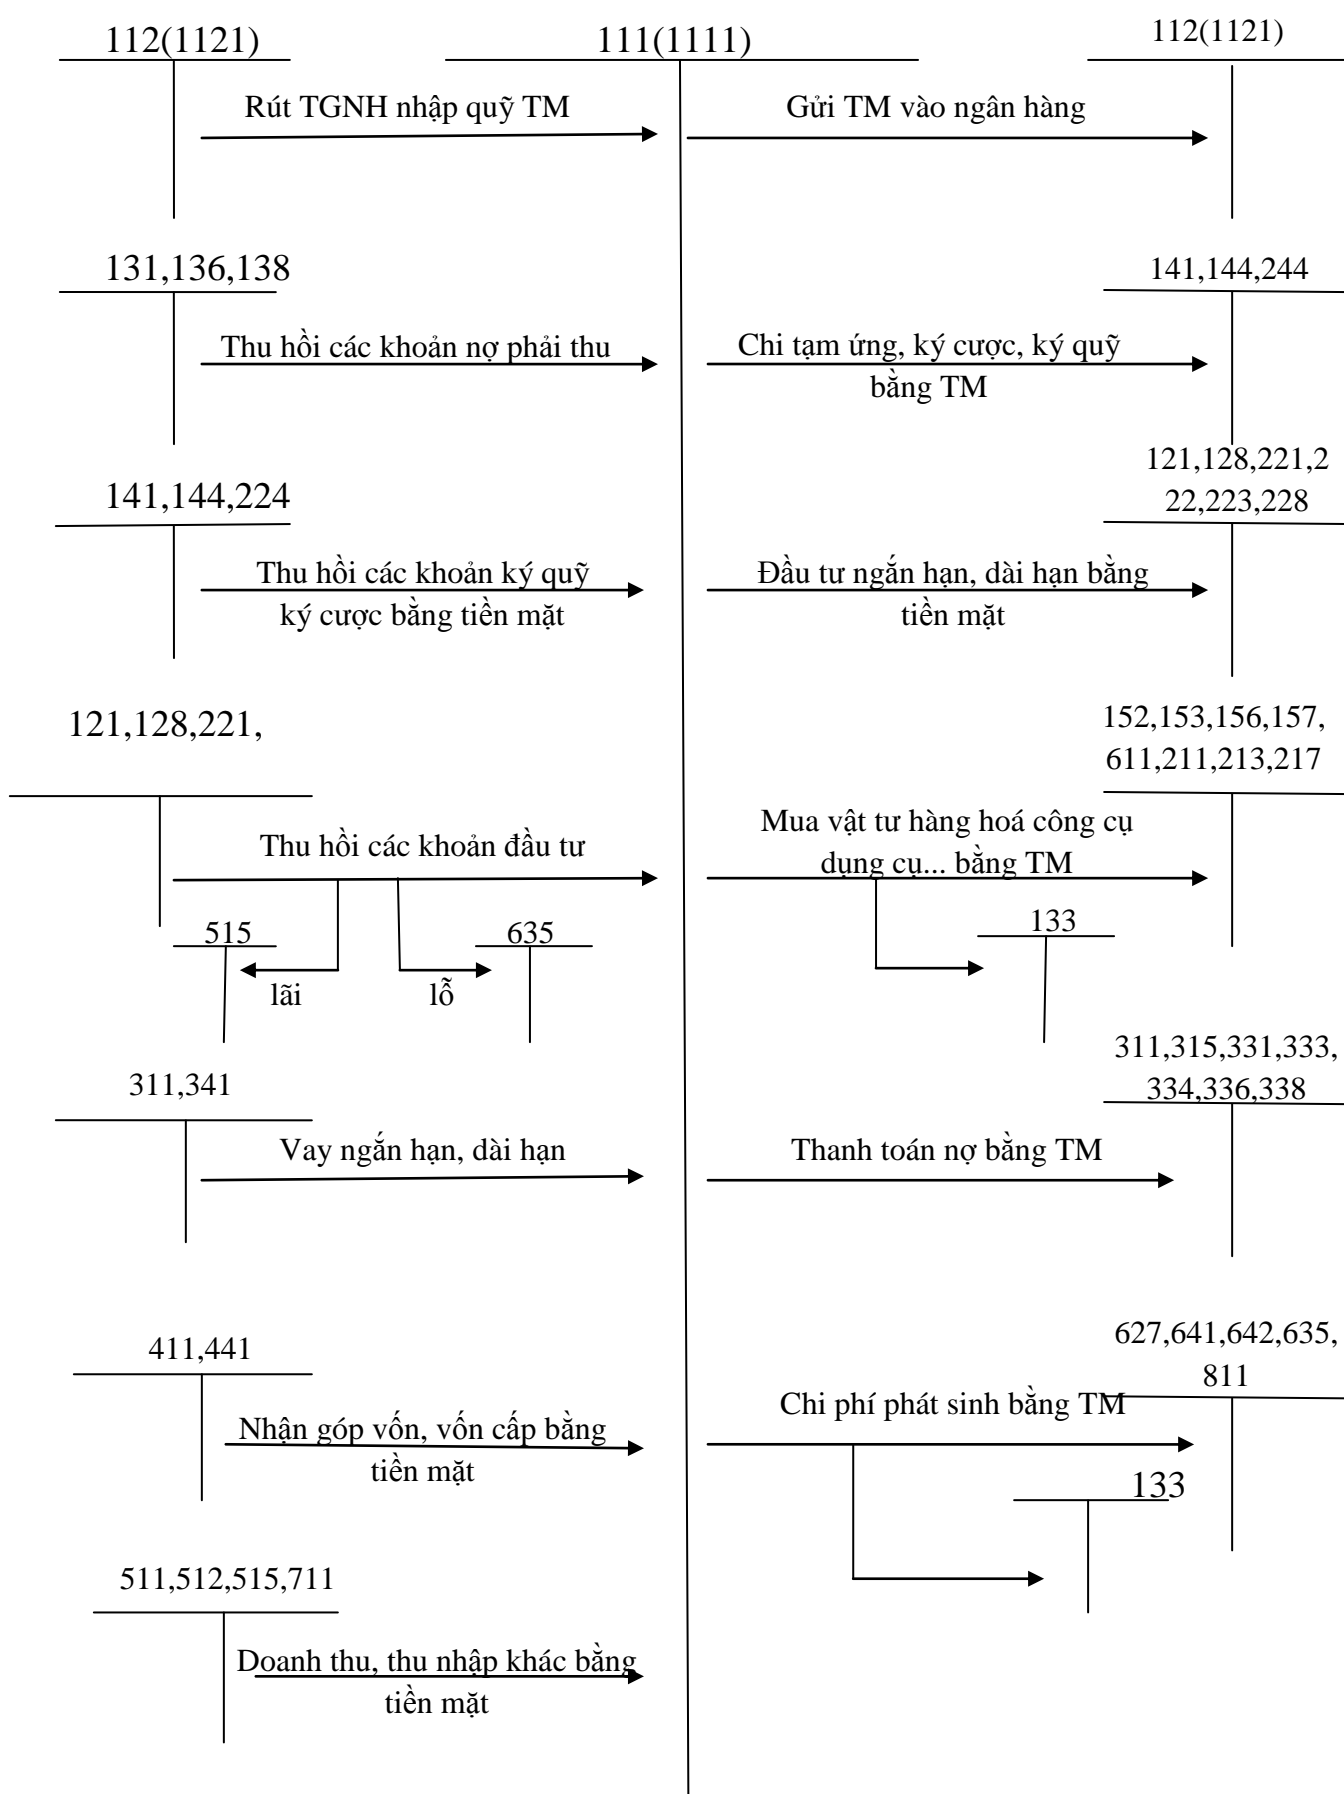 112(1121)
111(1111)
112(1121)
Rút TGNH nhập quỹ TM
Gửi TM vào ngân hàng
131,136,138
141,144,244
Thu hồi các khoản nợ phải thu
Chi tạm ứng, ký cược, ký quỹ
bằng TM
141,144,224
121,128,221,2
22,223,228
Thu hồi các khoản ký quỹ
ký cược bằng tiền mặt
Đầu tư ngắn hạn, dài hạn bằng
tiền mặt
121,128,221,
152,153,156,157,
611,211,213,217
Thu hồi các khoản đầu tư
Mua vật tư hàng hoá công cụ
dụng cụ... bằng TM
515
635
133
lãi
lỗ
311,341
311,315,331,333,
334,336,338
Vay ngắn hạn, dài hạn
Thanh toán nợ bằng TM
411,441
627,641,642,635,
811
Nhận góp vốn, vốn cấp bằng
tiền mặt
Chi phí phát sinh bằng TM
133
511,512,515,711
Doanh thu, thu nhập khác bằng
tiền mặt